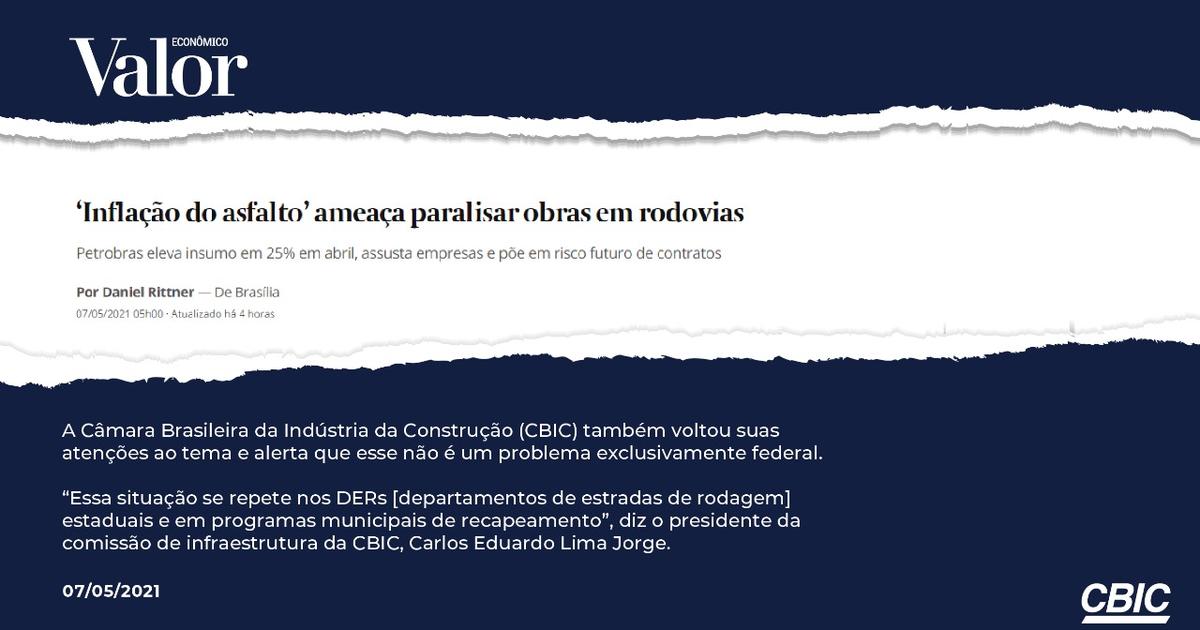 Valor
ECONÔMICO
‘Inflação do asfalto’ ameaça paralisar obras em rodovias
Petrobras eleva insumo em 25% em abril, assusta empresas e põe em risco futuro de contratos
Por Daniel Rittner — De Brasília
07/05/2021 05h00 · Atualizado há 4 horas
A Câmara Brasileira da Indústria da Construção (CBIC) também voltou suas
atenções ao tema e alerta que esse não é um problema exclusivamente federal.
“Essa situação se repete nos DERs [departamentos de estradas de rodagem]
estaduais e em programas municipais de recapeamento”, diz o presidente da
comissão de infraestrutura da CBIC, Carlos Eduardo Lima Jorge.
07/05/2021
CBIC